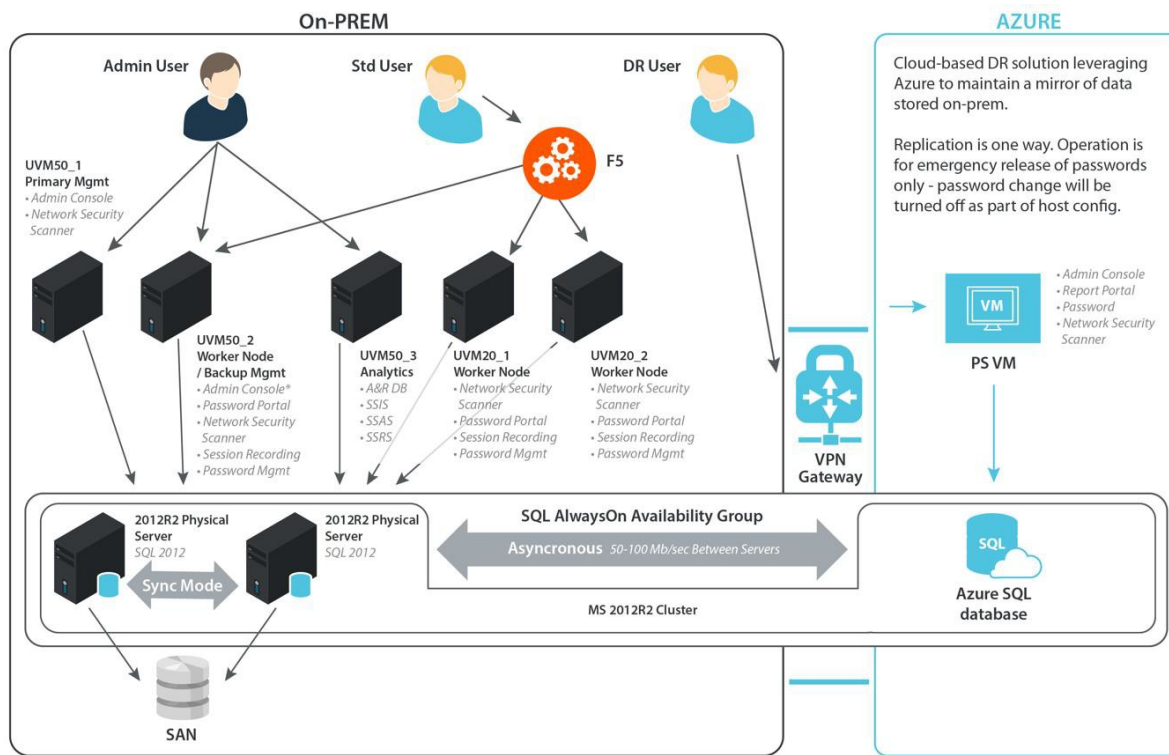 On-PREM
AZURE
Admin User
Std User
DR User
F5
Cloud-based DR solution leveraging
Azure to maintain a mirror of data
stored on-prem.
Replication is one way. Operation is
for emergency release of passwords
only - password change will be
turned off as part of host config.
UVM50_1
Primary Mgmt
• Admin Console
• Network Security
Scanner
UVM50_2
Worker Node
/ Backup Mgmt
• Admin Console*
• Password Portal
• Network Security
Scanner
• Session Recording
• Password Mgmt
UVM50_3
Analytics
• A&R DB
• SSIS
• SSAS
• SSRS
UVM20_1
Worker Node
• Network Security
Scanner
• Password Portal
• Session Recording
• Password Mgmt
UVM20_2
Worker Node
• Network Security
Scanner
• Password Portal
• Session Recording
• Password Mgmt
VPN
Gateway
VM
PS VM
• Admin Console
• Report Portal
• Password
• Network Security
Scanner
2012R2 Physical
Server
SQL 2012
Sync Mode
2012R2 Physical
Server
SQL 2012
SQL AlwaysOn Availability Group
Asyncronous 50-100 Mb/sec Between Servers
MS 2012R2 Cluster
SQL
Azure SQL
database
SAN